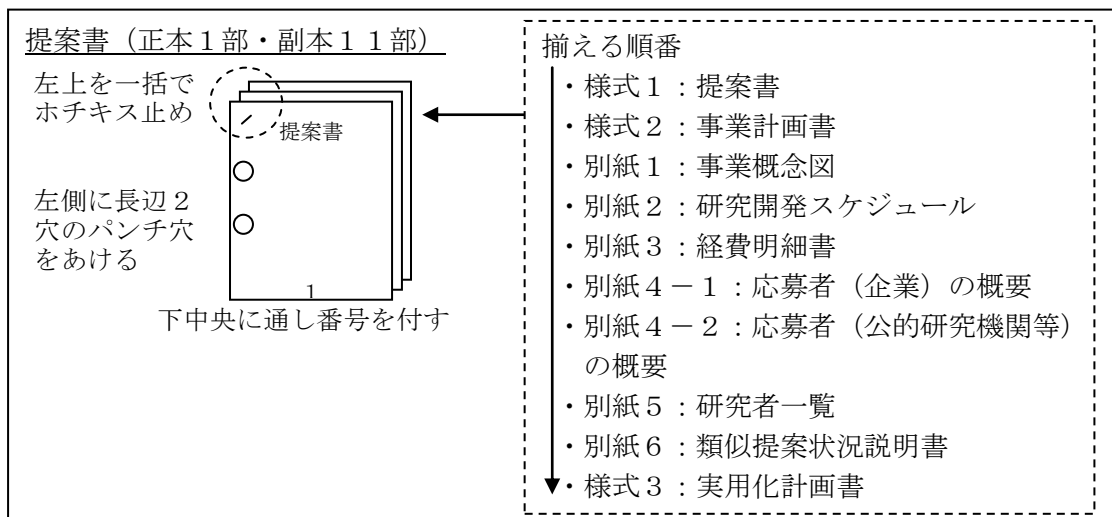 提案書（正本１部・副本１１部）
左上を一括で
ホチキス止め
提案書
左側に長辺２
穴のパンチ穴
をあける
1
下中央に通し番号を付す
揃える順番
・様式１：提案書
・様式２：事業計画書
・別紙１：事業概念図
・別紙２：研究開発スケジュール
・別紙３：経費明細書
・別紙４－１：応募者（企業）の概要
・別紙４－２：応募者（公的研究機関等）
の概要
・別紙５：研究者一覧
・別紙６：類似提案状況説明書
・様式３：実用化計画書